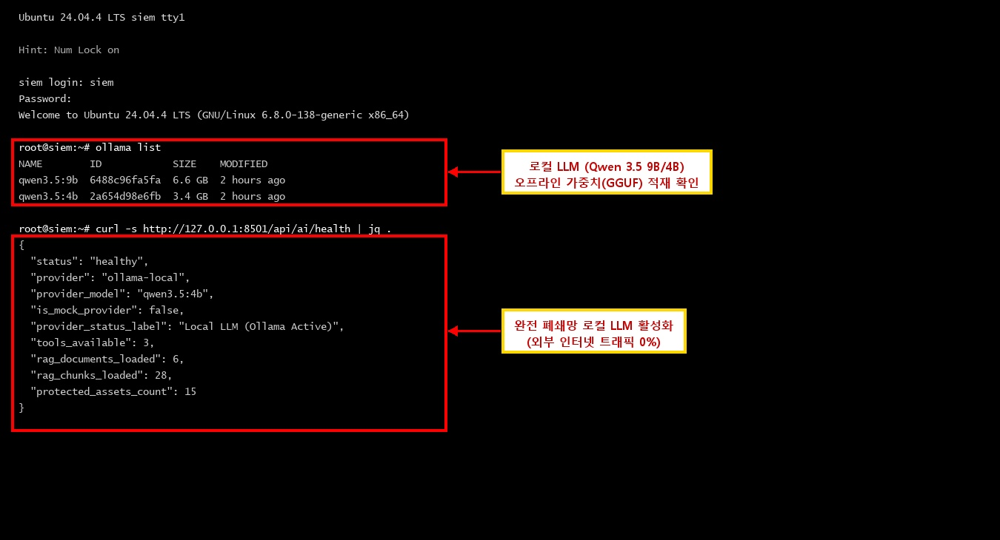 Ubuntu 24.04.4 LTS siem tty1
Hint: Num Lock on
siem login: siem
Password:
Welcome to Ubuntu 24.04.4 LTS (GNU/Linux 6.8.0-138-generic x86_64)
root@siem:~# ollama list
NAME        ID            SIZE    MODIFIED
qwen3.5:9b  6488c96fa5fa  6.6 GB  2 hours ago
qwen3.5:4b  2a654d98e6fb  3.4 GB  2 hours ago
로컬 LLM (Qwen 3.5 9B/4B)
오프라인 가중치(GGUF) 적재 확인
root@siem:~# curl -s http://127.0.0.1:8501/api/ai/health | jq .
{
  "status": "healthy",
  "provider": "ollama-local",
  "provider_model": "qwen3.5:4b",
  "is_mock_provider": false,
  "provider_status_label": "Local LLM (Ollama Active)",
  "tools_available": 3,
  "rag_documents_loaded": 6,
  "rag_chunks_loaded": 28,
  "protected_assets_count": 15
}
완전 폐쇄망 로컬 LLM 활성화
(외부 인터넷 트래픽 0%)